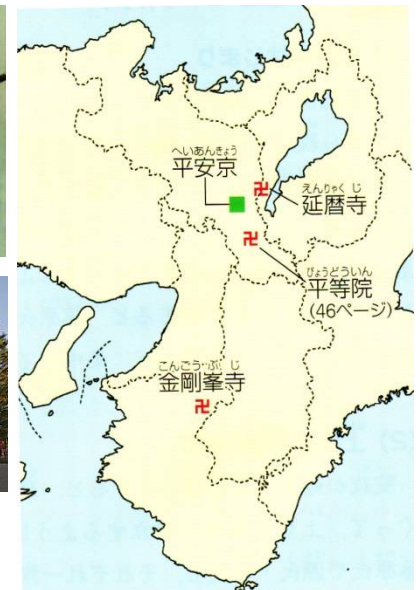 へいあんきょう
平安京
えんりゃくじ
延暦寺
びょうどういん
平等院
(46ページ)
こんごうぶじ
金剛峯寺